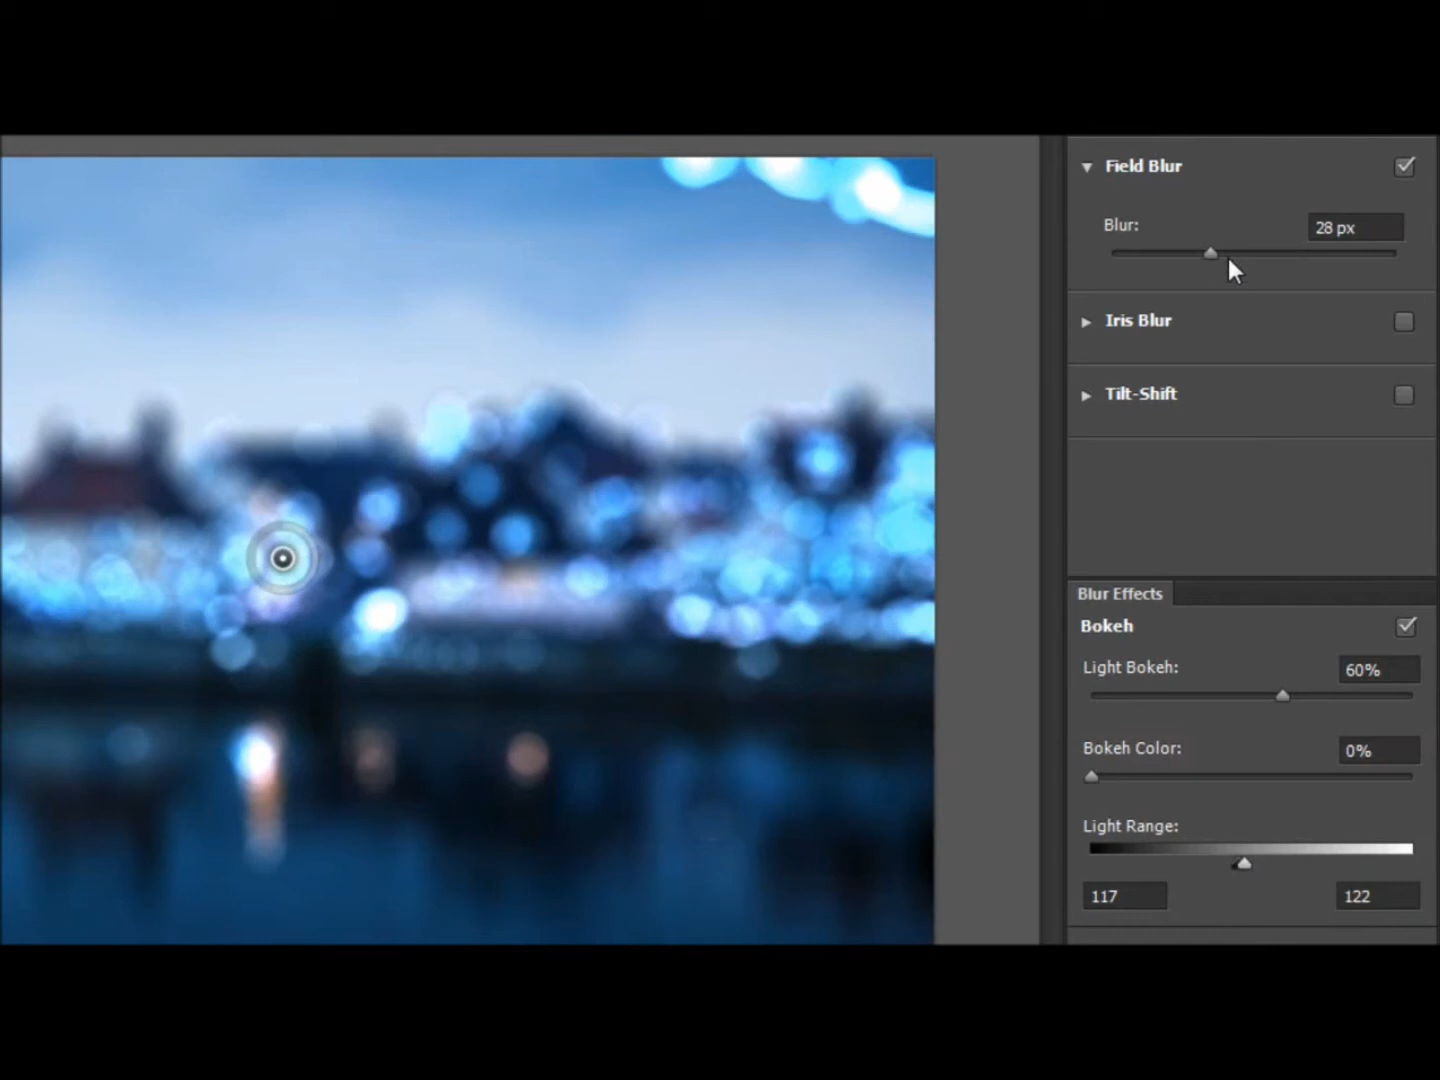 Field Blur
Blur:
28 px
Iris Blur
Tilt-Shift
Blur Effects
Bokeh
Light Bokeh:
60%
Bokeh Color:
0%
Light Range:
117
122